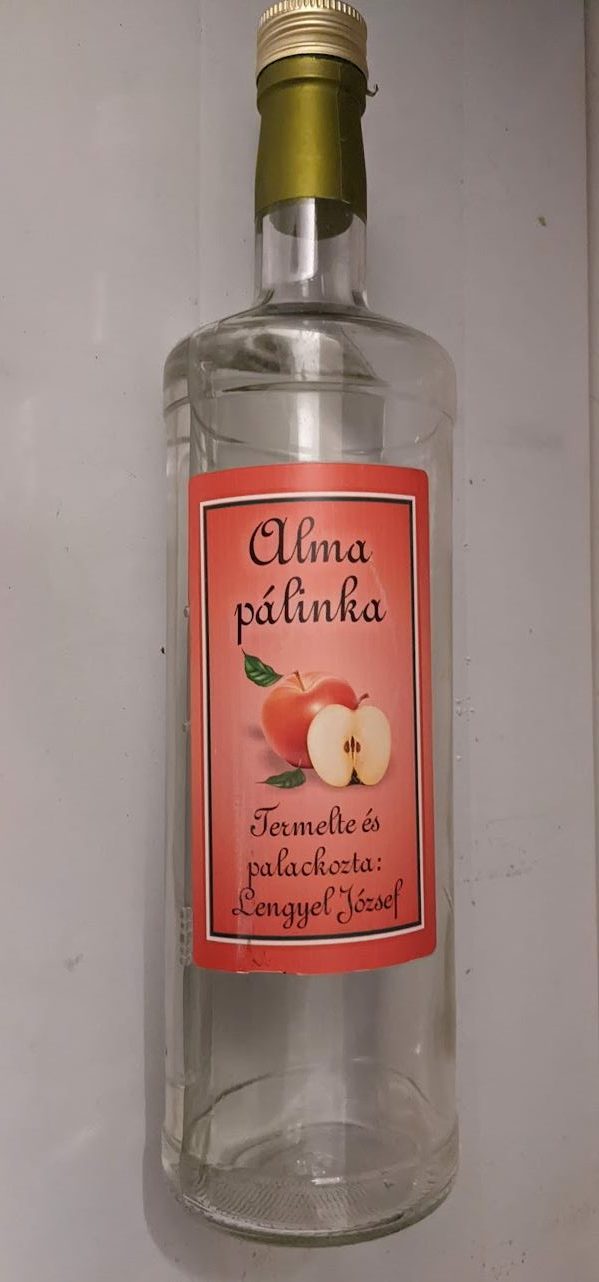 Alma
pálinka
Termelte és
palackozta:
Lengyel József